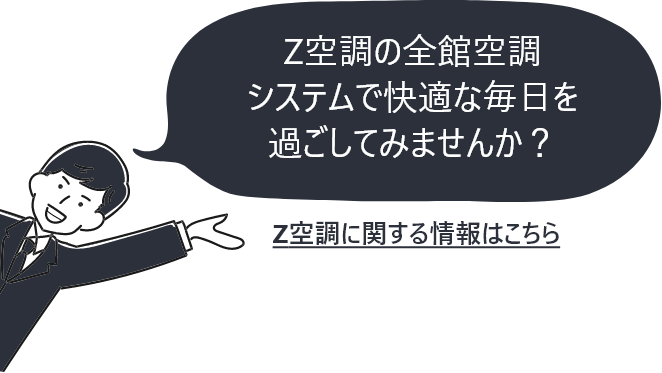 Z空調の全館空調
システムで快適な毎日を
過ごしてみませんか？
Z空調に関する情報はこちら